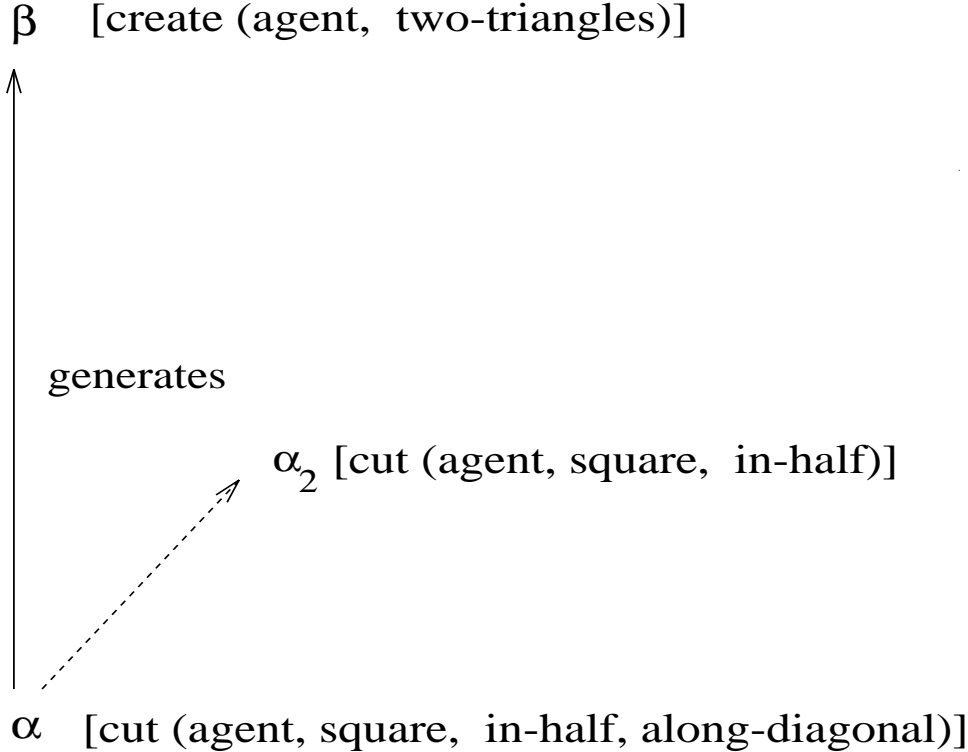 β [create (agent, two-triangles)]
generates
α₂ [cut (agent, square, in-half)]
α [cut (agent, square, in-half, along-diagonal)]